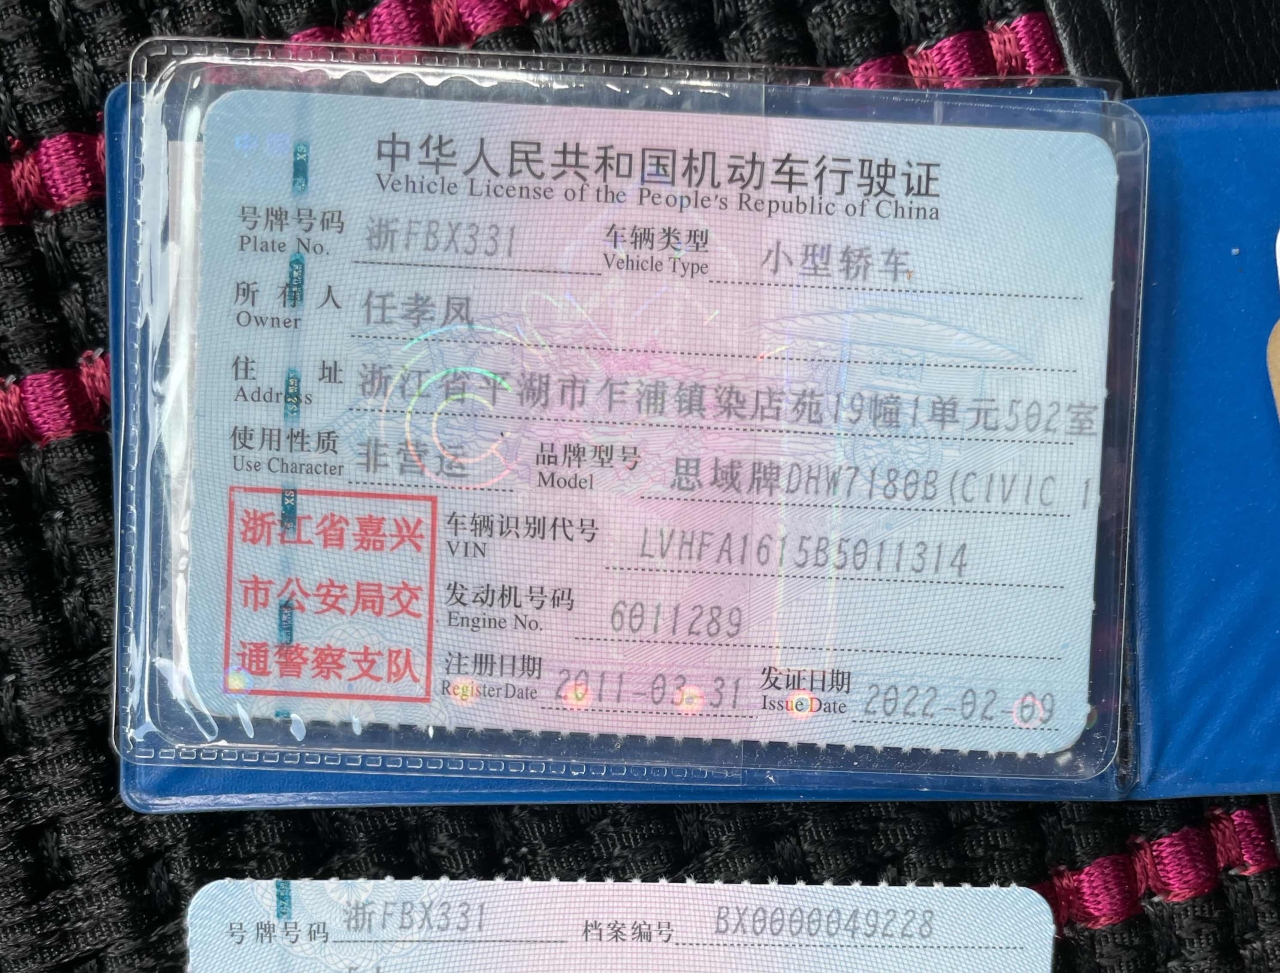 中华人民共和国机动车行驶证
Vehicle License of the People's Republic of China
号牌号码 浙FBX331 车辆类型 小型轿车
Plate No. Vehicle Type
所有人 任孝凤
Owner
住址 浙江省平湖市乍浦镇染店苑19幢1单元502室
Address
使用性质 非营运 品牌型号 思域牌DHW7180B(CIVIC 1
Use Character Model
浙江省嘉兴
市公安局交
通警察支队
车辆识别代号 LVHFA1615B5011314
VIN
发动机号码 6011289
Engine No.
注册日期 2011-03-31 发证日期 2022-02-09
Register Date Issue Date
号牌号码 浙FBX331 档案编号 BX0000049228